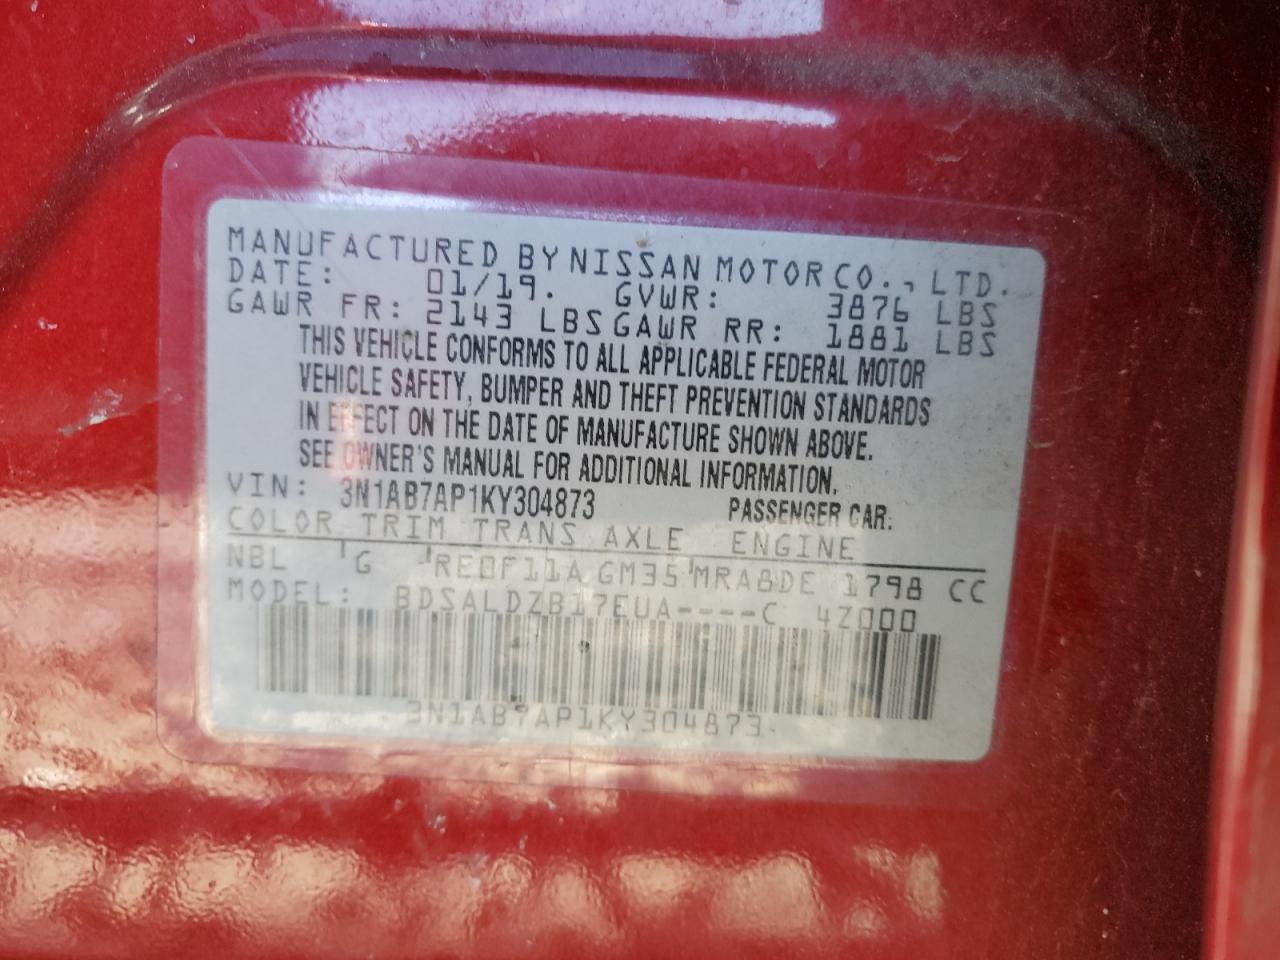 MANUFACTURED BY NISSAN MOTOR CO., LTD.
DATE: 01/19. GVWR: 3876 LBS
GAWR FR: 2143 LBS GAWR RR: 1881 LBS
THIS VEHICLE CONFORMS TO ALL APPLICABLE FEDERAL MOTOR
VEHICLE SAFETY, BUMPER AND THEFT PREVENTION STANDARDS
IN EFFECT ON THE DATE OF MANUFACTURE SHOWN ABOVE.
SEE OWNER'S MANUAL FOR ADDITIONAL INFORMATION.
VIN: 3N1AB7AP1KY304873 PASSENGER CAR.
COLOR TRIM TRANS AXLE ENGINE
NBL G RE0F11A GM35 MRA8DE 1798 CC
MODEL: BDSALDZB17EUA----C 4Z000
3N1AB7AP1KY304873